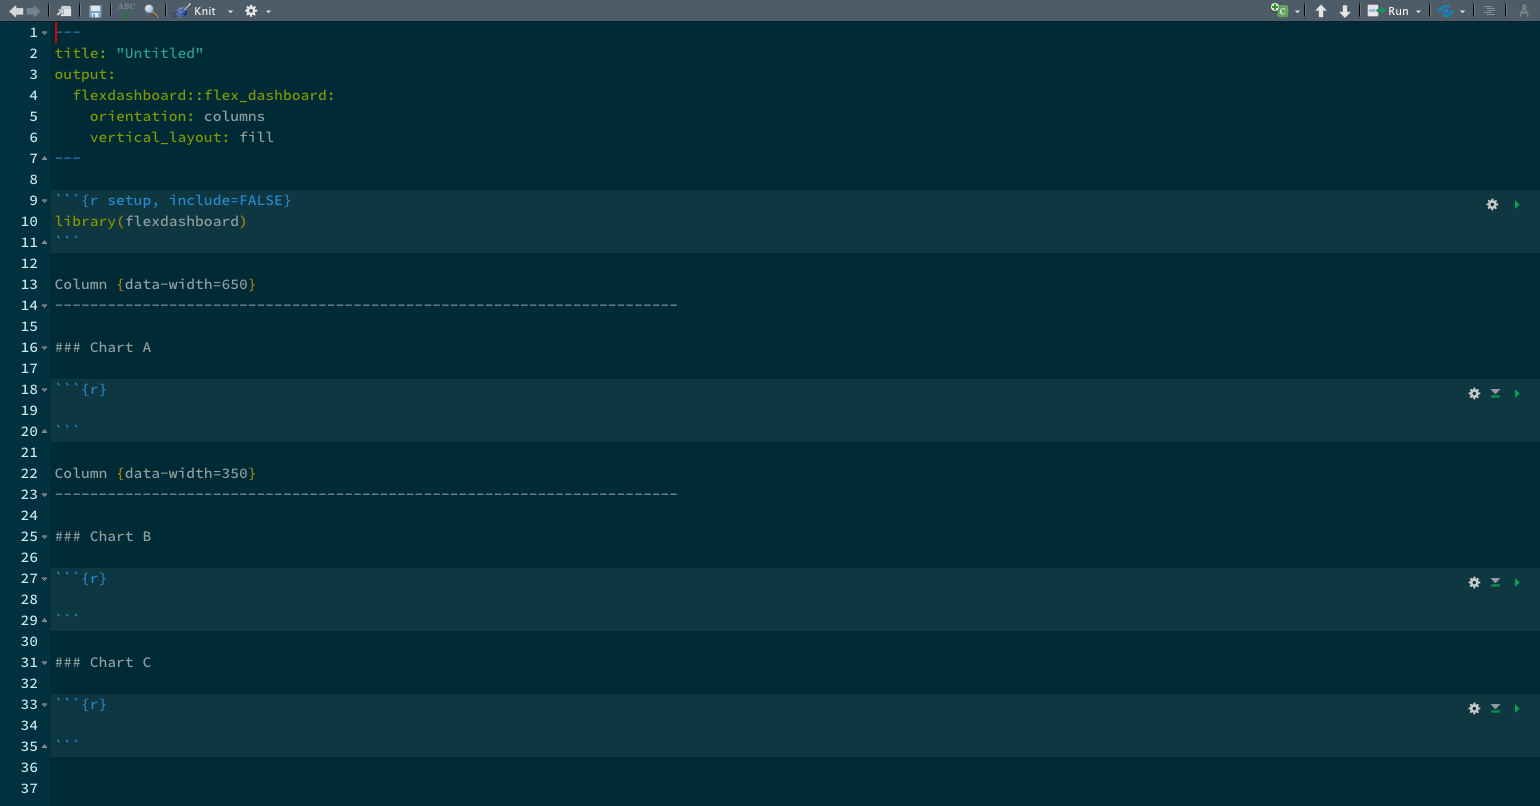 ABC Knit Run
1 ---
2 title: "Untitled"
3 output:
4   flexdashboard::flex_dashboard:
5     orientation: columns
6     vertical_layout: fill
7 ---
8
9 ```{r setup, include=FALSE}
10 library(flexdashboard)
11 ```
12
13 Column {data-width=650}
14 -----------------------------------------------------------------------
15
16 ### Chart A
17
18 ```{r}
19
20 ```
21
22 Column {data-width=350}
23 -----------------------------------------------------------------------
24
25 ### Chart B
26
27 ```{r}
28
29 ```
30
31 ### Chart C
32
33 ```{r}
34
35 ```
36
37